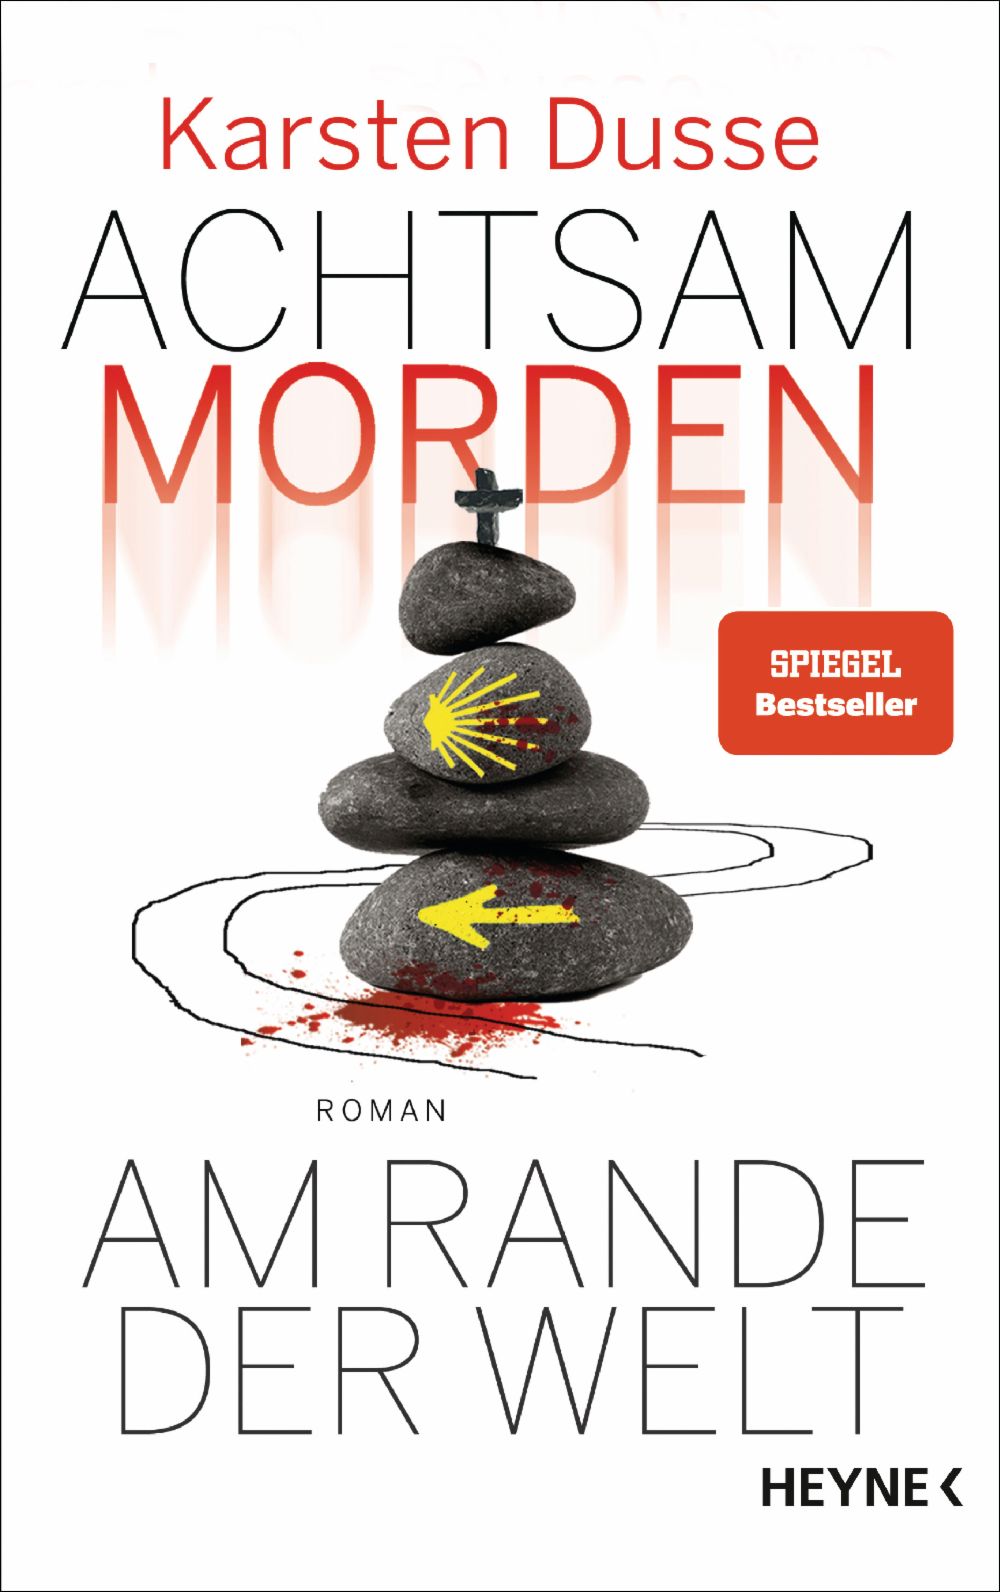 Karsten Dusse
ACHTSAM
MORDEN
SPIEGEL
Bestseller
ROMAN
AM RANDE
DER WELT
HEYNE